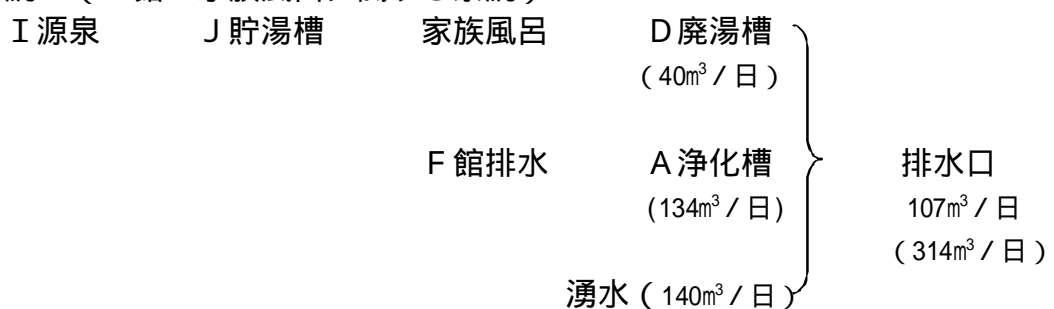 Ｉ源泉 Ｊ貯湯槽 家族風呂 Ｄ廃湯槽
（40㎥／日）
Ｆ館排水 Ａ浄化槽 排水口
(134㎥／日) 107㎥／日
（314㎥／日）
湧水（140㎥／日）